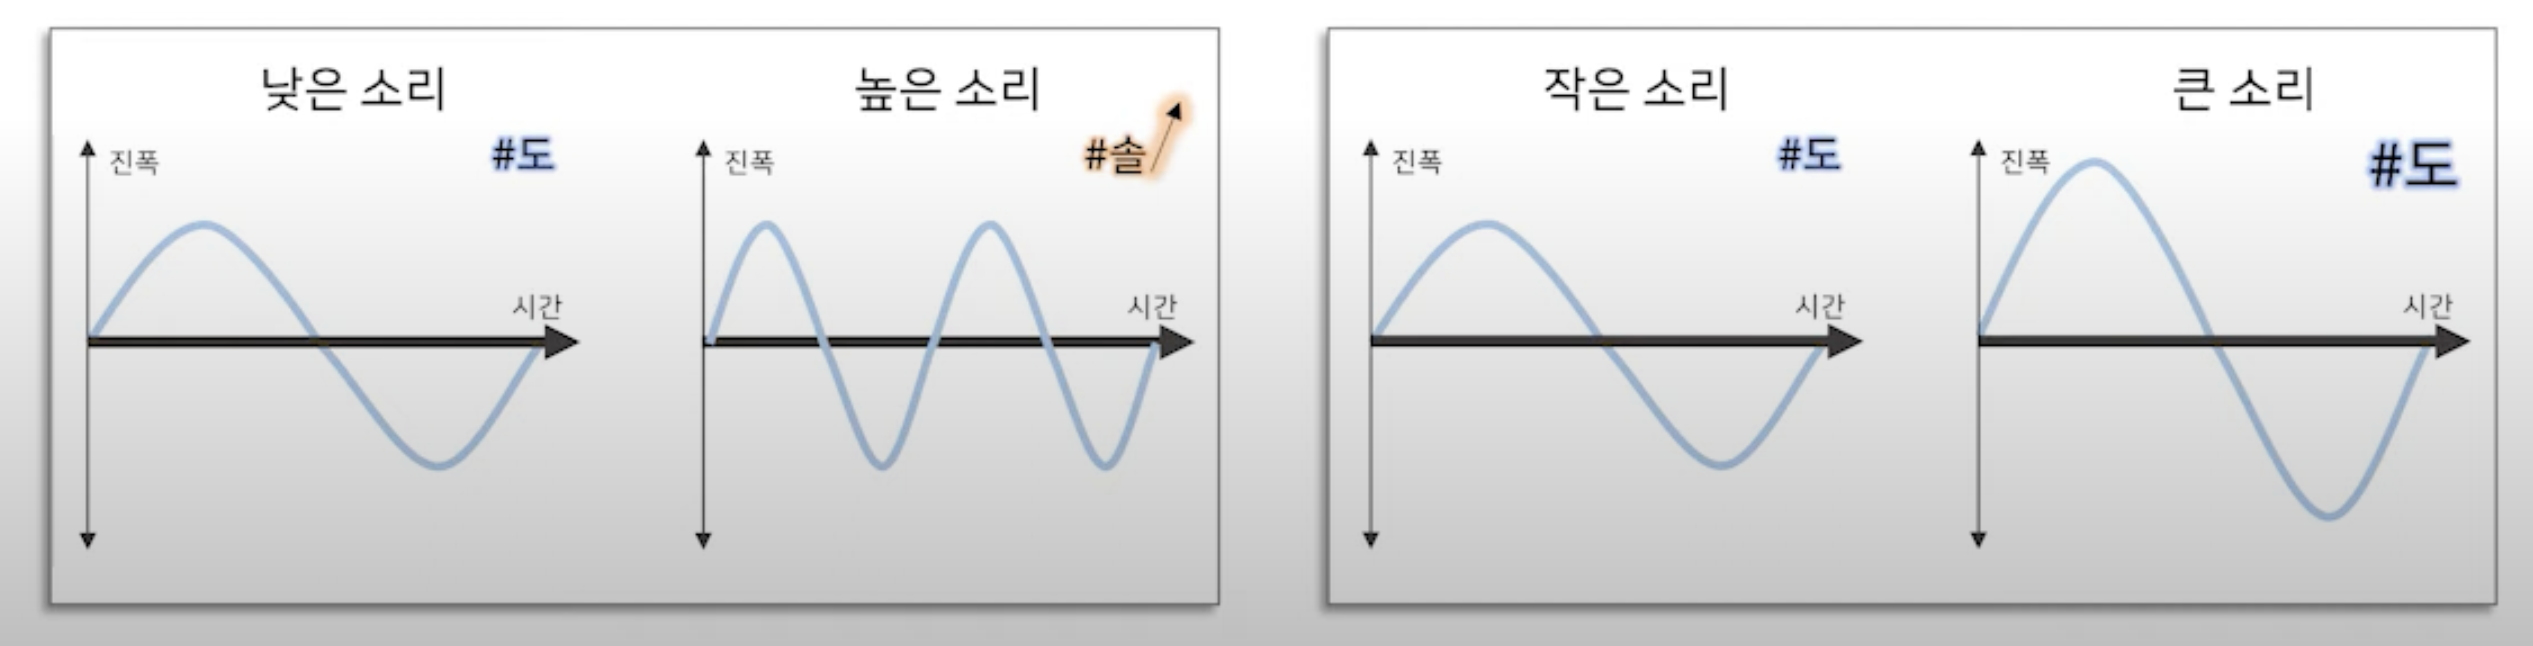 낮은 소리
진폭
#도
시간
높은 소리
진폭
#솔
시간
작은 소리
진폭
#도
시간
큰 소리
진폭
#도
시간